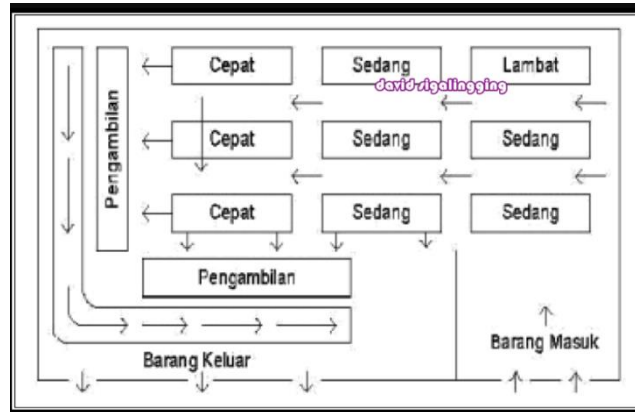 Cepat
Sedang
Lambat
david sigalingging
Pengambilan
Cepat
Sedang
Sedang
Cepat
Sedang
Sedang
Pengambilan
Barang Masuk
Barang Keluar